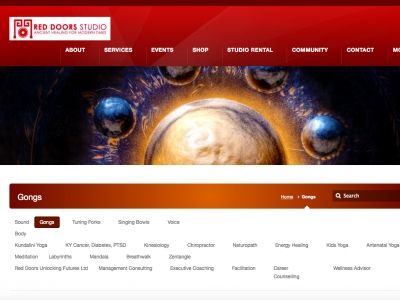 RED DOORS STUDIO
ANCIENT HEALING FOR MODERN TIMES
ABOUT SERVICES EVENTS SHOP STUDIO RENTAL COMMUNITY CONTACT MO
Gongs Home › Gongs Search
Sound Gongs Tuning Forks Singing Bowls Voice
Body
Kundalini Yoga KY Cancer, Diabetes, PTSD Kinesiology Chiropractor Naturopath Energy Healing Kids Yoga Antenatal Yoga
Meditation Labyrinths Mandala Breathwalk Zentangle
Red Doors Unlocking Futures Ltd Management Consulting Executive Coaching Facilitation Career Wellness Advisor
Counselling